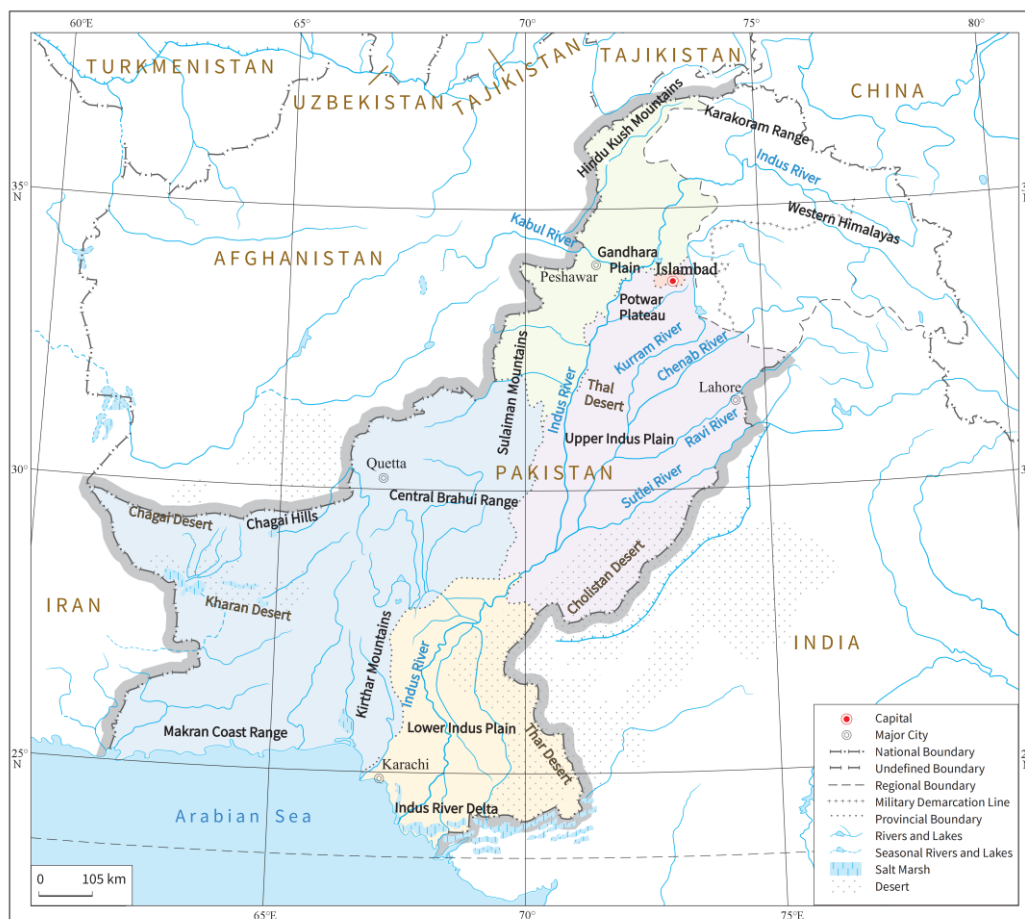 60°E
65°E
70°E
75°E
80°E
TURKMENISTAN
UZBEKISTAN
TAJIKISTAN
TAJIKISTAN
CHINA
Hindu Kush Mountains
Karakoram Range
Indus River
35°
N
Western Himalayas
Kabul River
AFGHANISTAN
Gandhara
Plain
Peshawar
Islambad
Potwar
Plateau
Kurram River
Chenab River
Sulaiman Mountains
Indus River
Thal
Desert
Lahore
Upper Indus Plain
Ravi River
30°
N
Quetta
PAKISTAN
Sutlei River
Central Brahui Range
Chagai Desert
Chagai Hills
Cholistan Desert
IRAN
Kharan Desert
INDIA
Kirthar Mountains
Indus River
Makran Coast Range
Lower Indus Plain
Thar Desert
25°
N
Karachi
Arabian Sea
Indus River Delta
Capital
Major City
National Boundary
Undefined Boundary
Regional Boundary
Military Demarcation Line
Provincial Boundary
Rivers and Lakes
Seasonal Rivers and Lakes
Salt Marsh
Desert
0 105 km
65°E
70°E
75°E